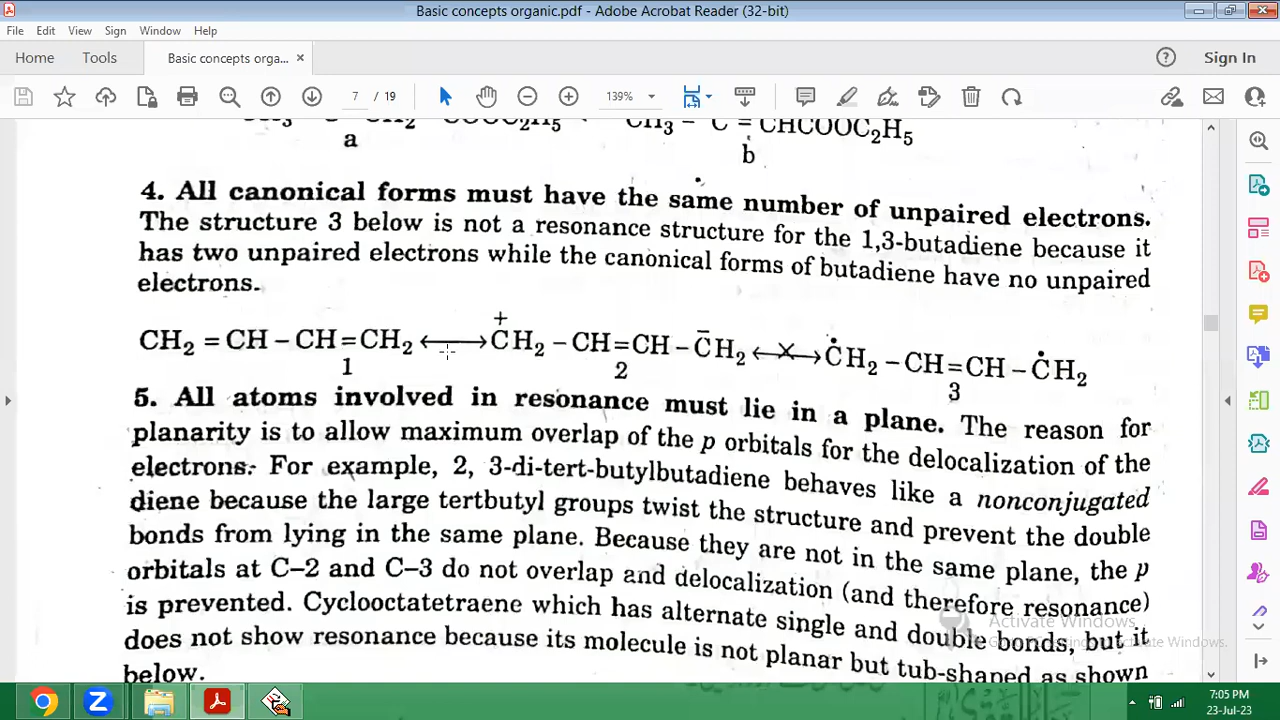 Basic concepts organic.pdf - Adobe Acrobat Reader (32-bit)
File Edit View Sign Window Help
Home Tools Basic concepts orga... × Sign In
7 / 19 139%
CH3 – C – CH2 – COOC2H5 CH3 – C = CHCOOC2H5
a
b
4. All canonical forms must have the same number of unpaired electrons.
The structure 3 below is not a resonance structure for the 1,3-butadiene because it
has two unpaired electrons while the canonical forms of butadiene have no unpaired
electrons.
CH₂ = CH – CH = CH₂ ⟷ C⁺H₂ – CH = CH – C̄H₂ ⟷ ĊH₂ – CH = CH – ĊH₂
1 2 3
5. All atoms involved in resonance must lie in a plane. The reason for
planarity is to allow maximum overlap of the p orbitals for the delocalization of the
electrons. For example, 2, 3-di-tert-butylbutadiene behaves like a nonconjugated
diene because the large tertbutyl groups twist the structure and prevent the double
bonds from lying in the same plane. Because they are not in the same plane, the p
orbitals at C–2 and C–3 do not overlap and delocalization (and therefore resonance)
is prevented. Cyclooctatetraene which has alternate single and double bonds, but it
does not show resonance because its molecule is not planar but tub-shaped as shown
below.
Activate Windows
7:05 PM
23-Jul-23